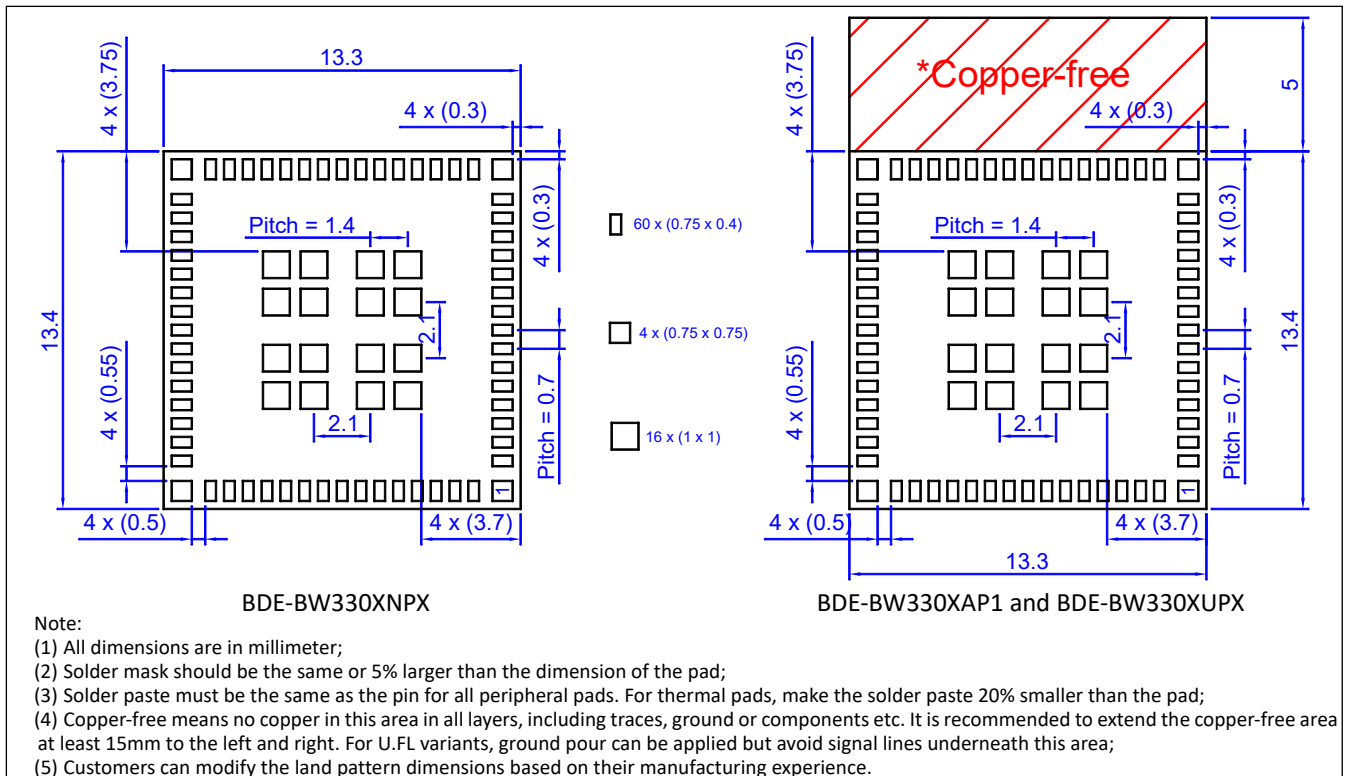 *Copper-free
13.3
5
4 x (3.75)
4 x (3.75)
4 x (0.3)
4 x (0.3)
Pitch = 1.4
Pitch = 1.4
60 x (0.75 x 0.4)
4 x (0.3)
4 x (0.3)
13.4
2.1
4 x (0.75 x 0.75)
2.1
13.4
4 x (0.55)
2.1
Pitch = 0.7
16 x (1 x 1)
4 x (0.55)
2.1
Pitch = 0.7
1
1
4 x (0.5)
4 x (3.7)
4 x (0.5)
4 x (3.7)
13.3
BDE-BW330XNPX
BDE-BW330XAP1 and BDE-BW330XUPX
Note:
(1) All dimensions are in millimeter;
(2) Solder mask should be the same or 5% larger than the dimension of the pad;
(3) Solder paste must be the same as the pin for all peripheral pads. For thermal pads, make the solder paste 20% smaller than the pad;
(4) Copper-free means no copper in this area in all layers, including traces, ground or components etc. It is recommended to extend the copper-free area
at least 15mm to the left and right. For U.FL variants, ground pour can be applied but avoid signal lines underneath this area;
(5) Customers can modify the land pattern dimensions based on their manufacturing experience.